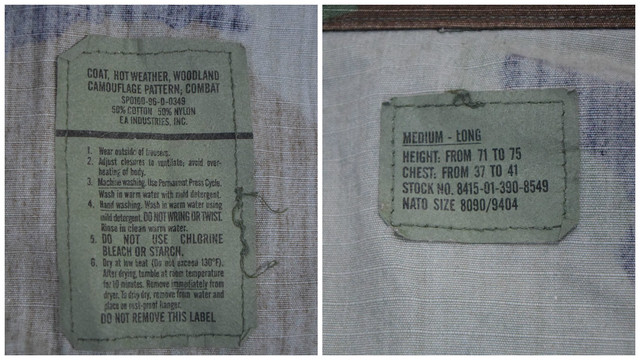 COAT, HOT WEATHER, WOODLAND
CAMOUFLAGE PATTERN; COMBAT
SPO100-96-D-0349
50% COTTON 50% NYLON
EA INDUSTRIES, INC.
1. Wear outside of trousers.
2. Adjust closures to ventilate; avoid over-
heating of body.
3. Machine washing. Use Permanent Press Cycle.
Wash in warm water with mild detergent.
4. Hand washing. Wash in warm water using
mild detergent. DO NOT WRING OR TWIST.
Rinse in clean warm water.
5. DO NOT USE CHLORINE
BLEACH OR STARCH.
6. Dry at low heat (Do not exceed 130°F).
After drying, tumble at room temperature
for 10 minutes. Remove immediately from
dryer. To drip dry, remove from water and
place on rust-proof hanger.
DO NOT REMOVE THIS LABEL
MEDIUM - LONG
HEIGHT: FROM 71 TO 75
CHEST: FROM 37 TO 41
STOCK NO. 8415-01-390-8549
NATO SIZE 8090/9404